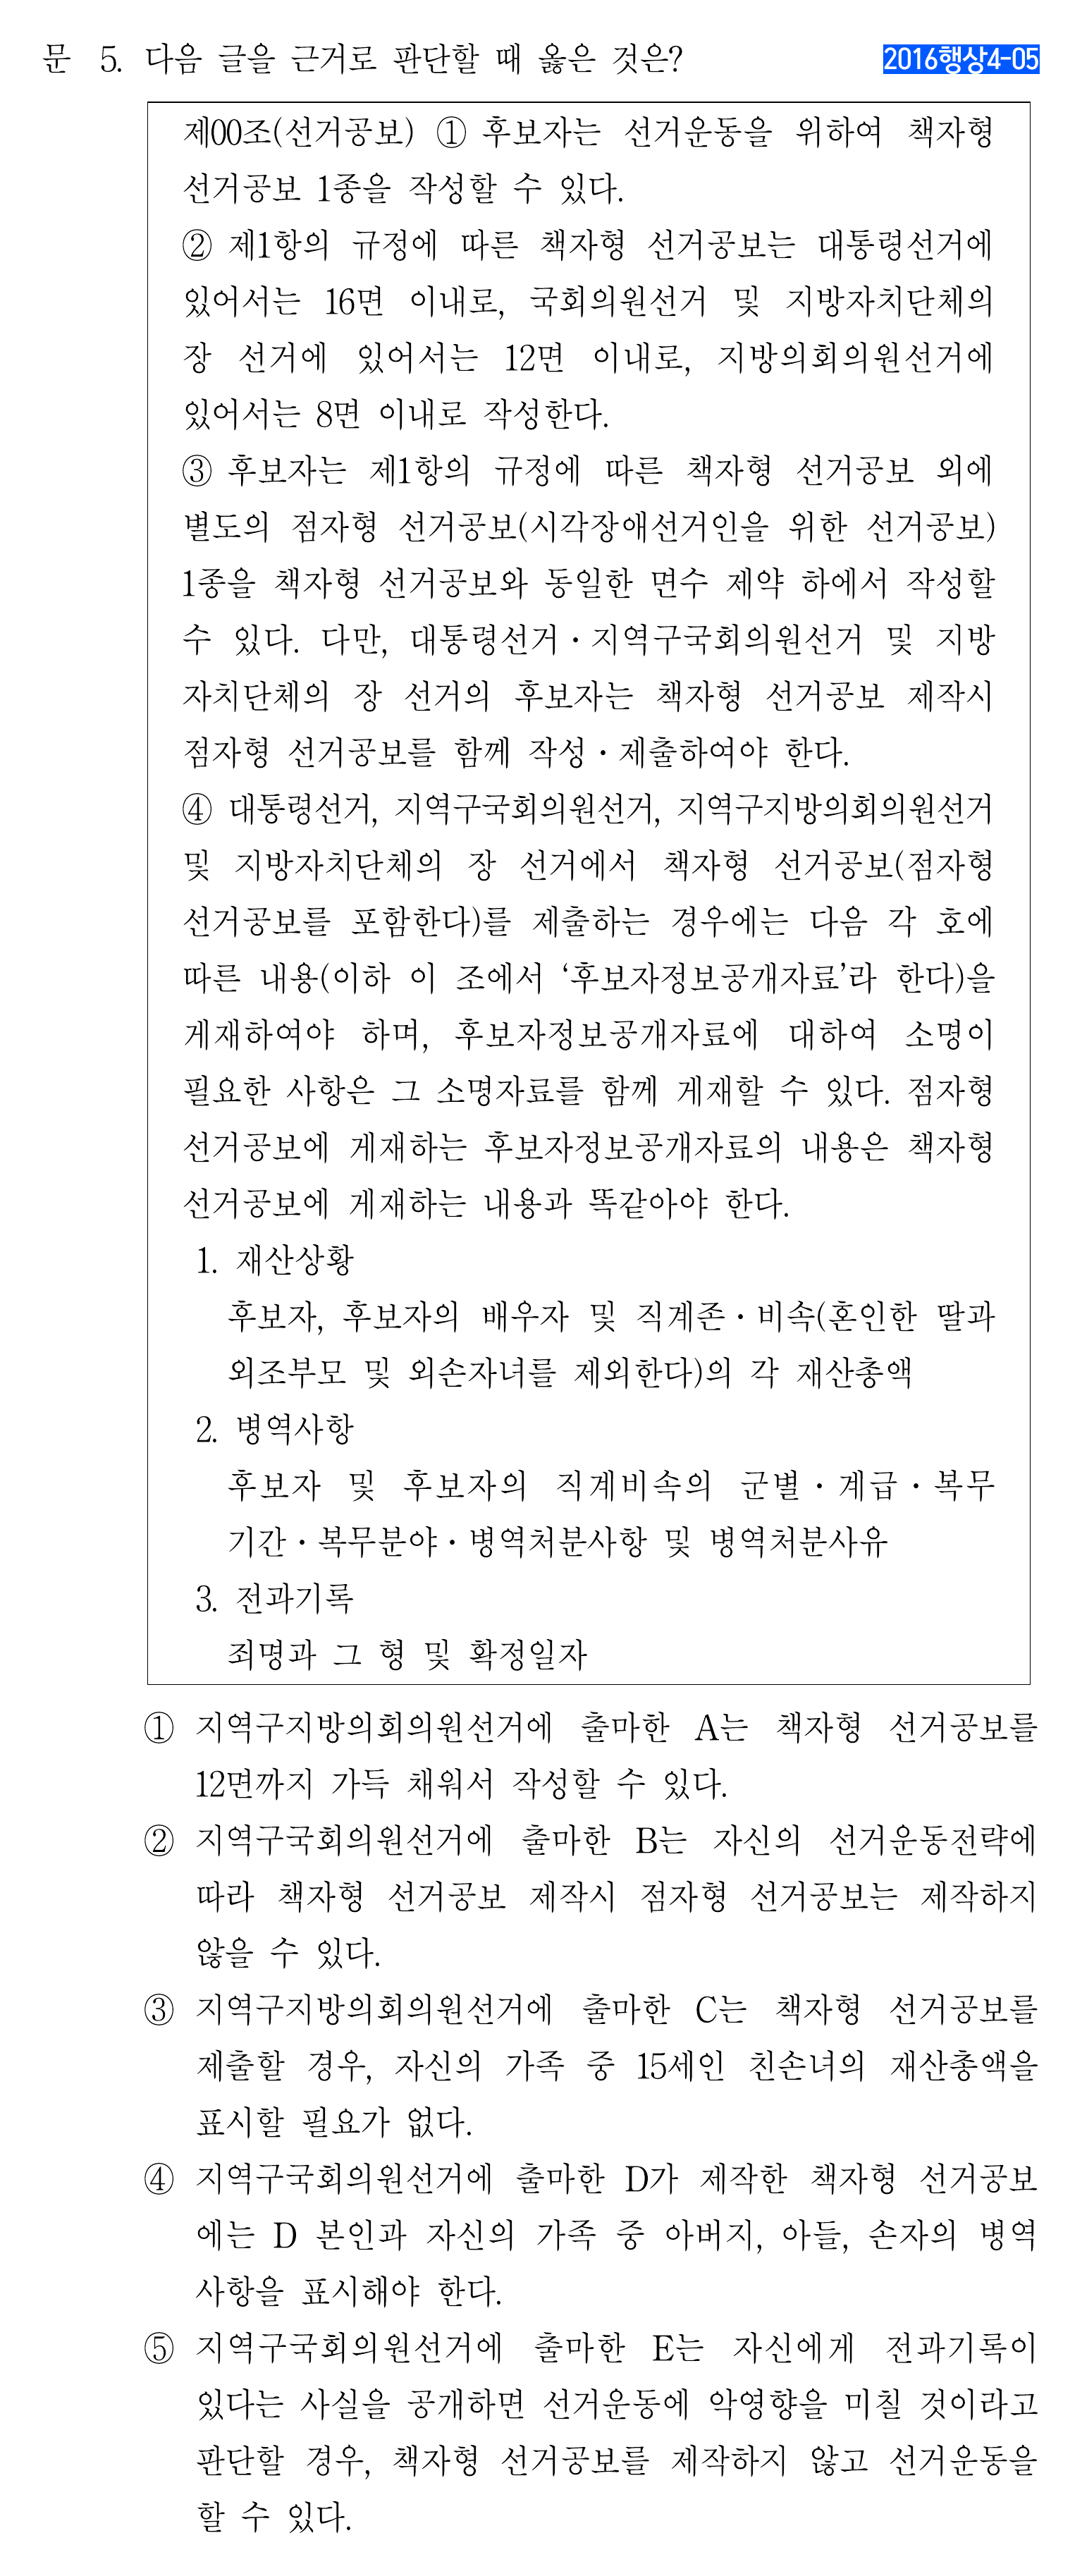 문 5. 다음 글을 근거로 판단할 때 옳은 것은? 2016행상4-05
제00조(선거공보) ① 후보자는 선거운동을 위하여 책자형
선거공보 1종을 작성할 수 있다.
② 제1항의 규정에 따른 책자형 선거공보는 대통령선거에
있어서는 16면 이내로, 국회의원선거 및 지방자치단체의
장 선거에 있어서는 12면 이내로, 지방의회의원선거에
있어서는 8면 이내로 작성한다.
③ 후보자는 제1항의 규정에 따른 책자형 선거공보 외에
별도의 점자형 선거공보(시각장애선거인을 위한 선거공보)
1종을 책자형 선거공보와 동일한 면수 제약 하에서 작성할
수 있다. 다만, 대통령선거·지역구국회의원선거 및 지방
자치단체의 장 선거의 후보자는 책자형 선거공보 제작시
점자형 선거공보를 함께 작성·제출하여야 한다.
④ 대통령선거, 지역구국회의원선거, 지역구지방의회의원선거
및 지방자치단체의 장 선거에서 책자형 선거공보(점자형
선거공보를 포함한다)를 제출하는 경우에는 다음 각 호에
따른 내용(이하 이 조에서 ‘후보자정보공개자료’라 한다)을
게재하여야 하며, 후보자정보공개자료에 대하여 소명이
필요한 사항은 그 소명자료를 함께 게재할 수 있다. 점자형
선거공보에 게재하는 후보자정보공개자료의 내용은 책자형
선거공보에 게재하는 내용과 똑같아야 한다.
1. 재산상황
후보자, 후보자의 배우자 및 직계존·비속(혼인한 딸과
외조부모 및 외손자녀를 제외한다)의 각 재산총액
2. 병역사항
후보자 및 후보자의 직계비속의 군별·계급·복무
기간·복무분야·병역처분사항 및 병역처분사유
3. 전과기록
죄명과 그 형 및 확정일자
① 지역구지방의회의원선거에 출마한 A는 책자형 선거공보를
12면까지 가득 채워서 작성할 수 있다.
② 지역구국회의원선거에 출마한 B는 자신의 선거운동전략에
따라 책자형 선거공보 제작시 점자형 선거공보는 제작하지
않을 수 있다.
③ 지역구지방의회의원선거에 출마한 C는 책자형 선거공보를
제출할 경우, 자신의 가족 중 15세인 친손녀의 재산총액을
표시할 필요가 없다.
④ 지역구국회의원선거에 출마한 D가 제작한 책자형 선거공보
에는 D 본인과 자신의 가족 중 아버지, 아들, 손자의 병역
사항을 표시해야 한다.
⑤ 지역구국회의원선거에 출마한 E는 자신에게 전과기록이
있다는 사실을 공개하면 선거운동에 악영향을 미칠 것이라고
판단할 경우, 책자형 선거공보를 제작하지 않고 선거운동을
할 수 있다.